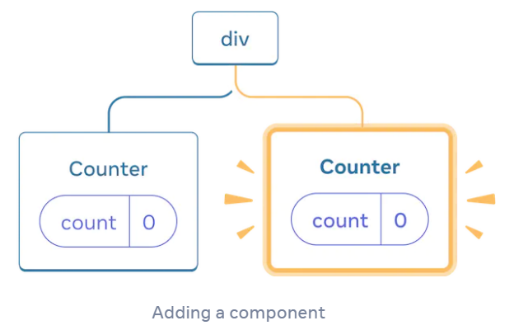 div
Counter
count 0
Counter
count 0
Adding a component